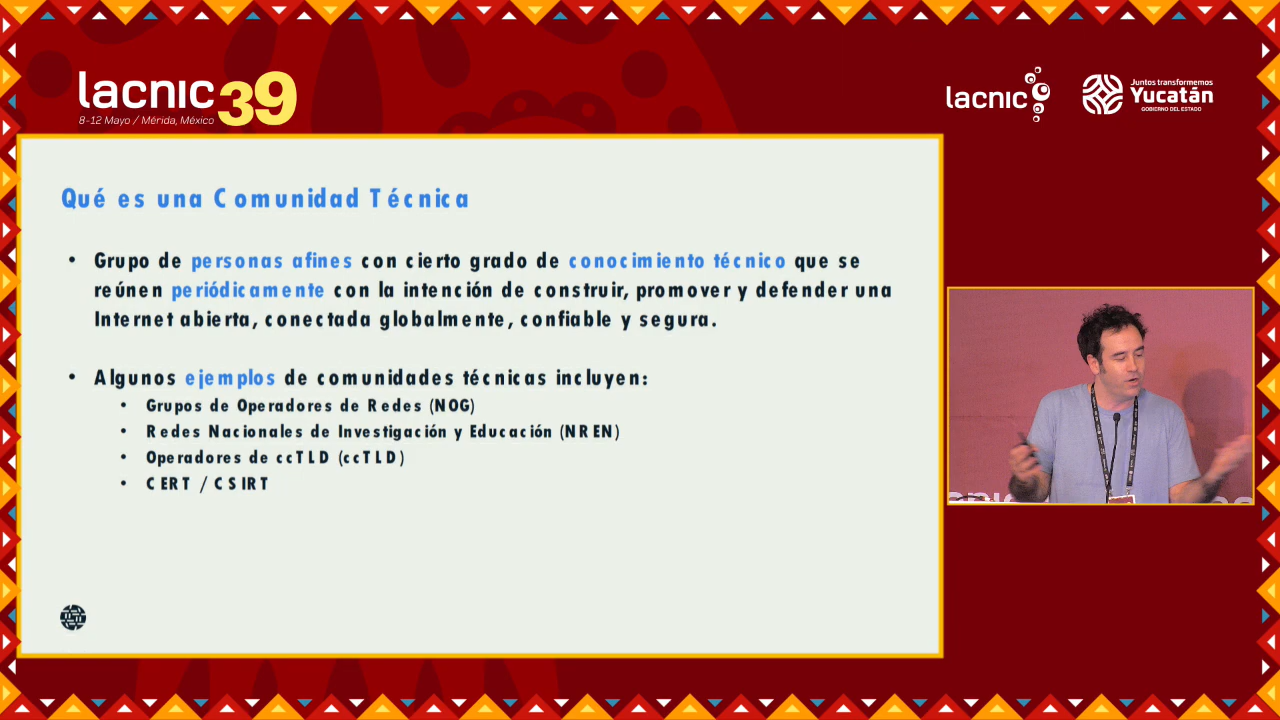 lacnic 39
8-12 Mayo / Mérida, México
lacnic
Juntos transformemos
Yucatán
GOBIERNO DEL ESTADO
Qué es una Comunidad Técnica
• Grupo de personas afines con cierto grado de conocimiento técnico que se
reúnen periódicamente con la intención de construir, promover y defender una
Internet abierta, conectada globalmente, confiable y segura.
• Algunos ejemplos de comunidades técnicas incluyen:
• Grupos de Operadores de Redes (NOG)
• Redes Nacionales de Investigación y Educación (NREN)
• Operadores de ccTLD (ccTLD)
• CERT / CSIRT